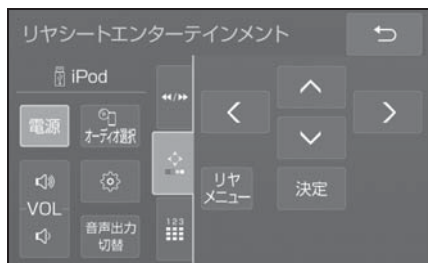 リヤシートエンターテインメント
iPod
電源
オーディオ選択
VOL
音声出力
切替
123
リヤ
メニュー
決定